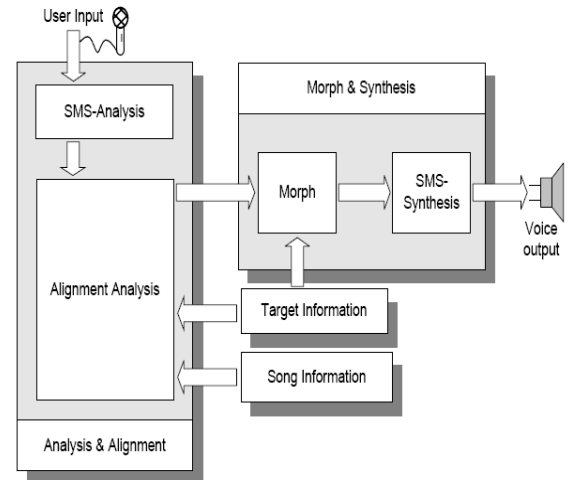 User Input
SMS-Analysis
Alignment Analysis
Analysis & Alignment
Morph & Synthesis
Morph
SMS-
Synthesis
Voice
output
Target Information
Song Information